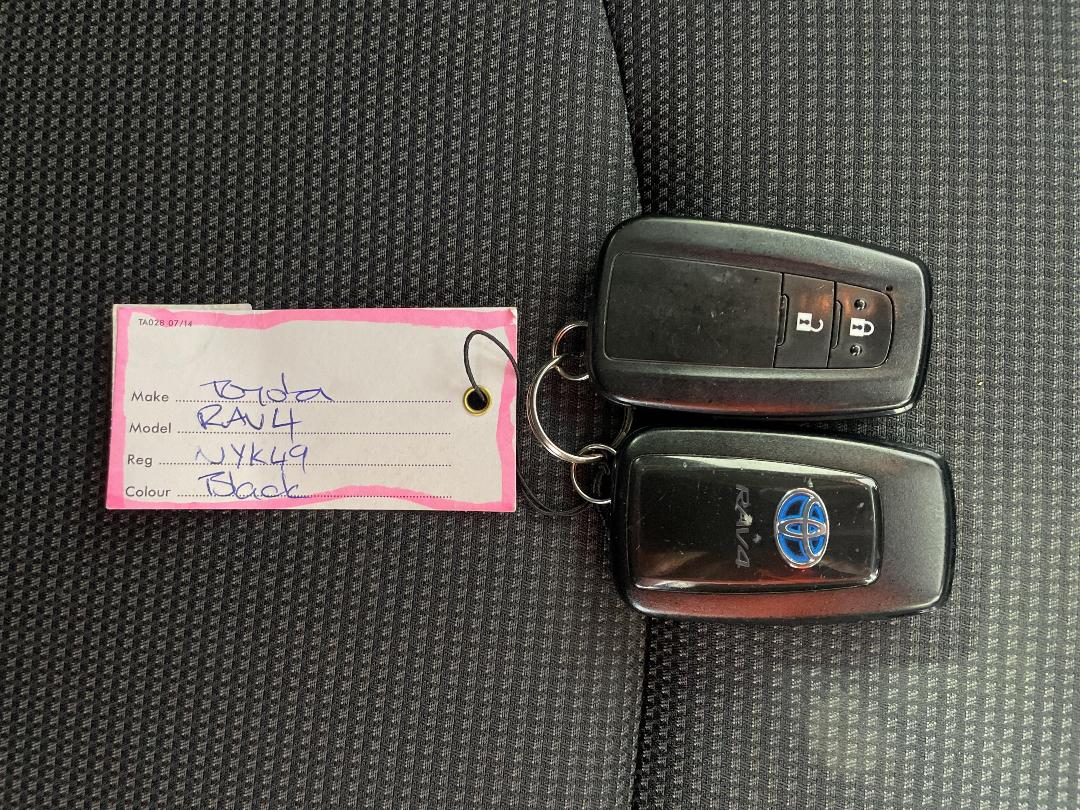 TA028 07/14
Make Toyota
Model RAV4
Reg NYK49
Colour Black
RAV4